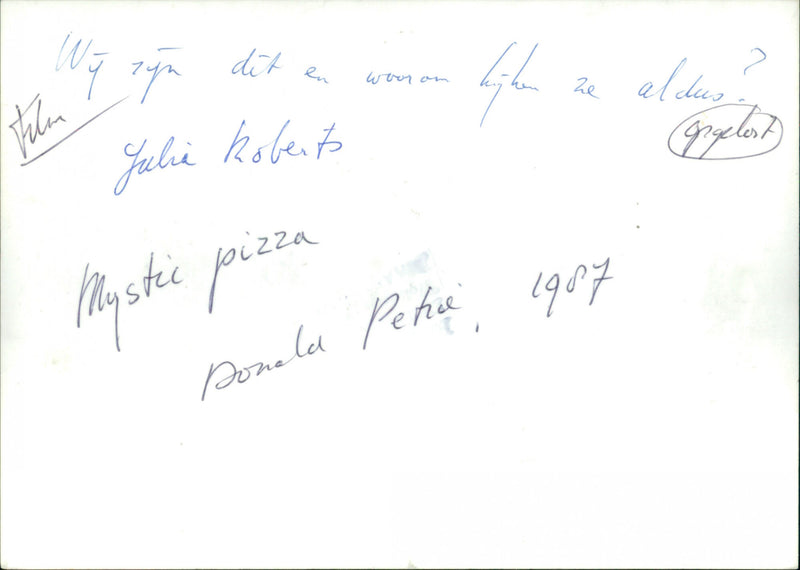 Wij zijn dit en waarom kijken ze aldus?
Film
opgelost
Julia Roberts
Mystic pizza
Donald Petrie, 1987